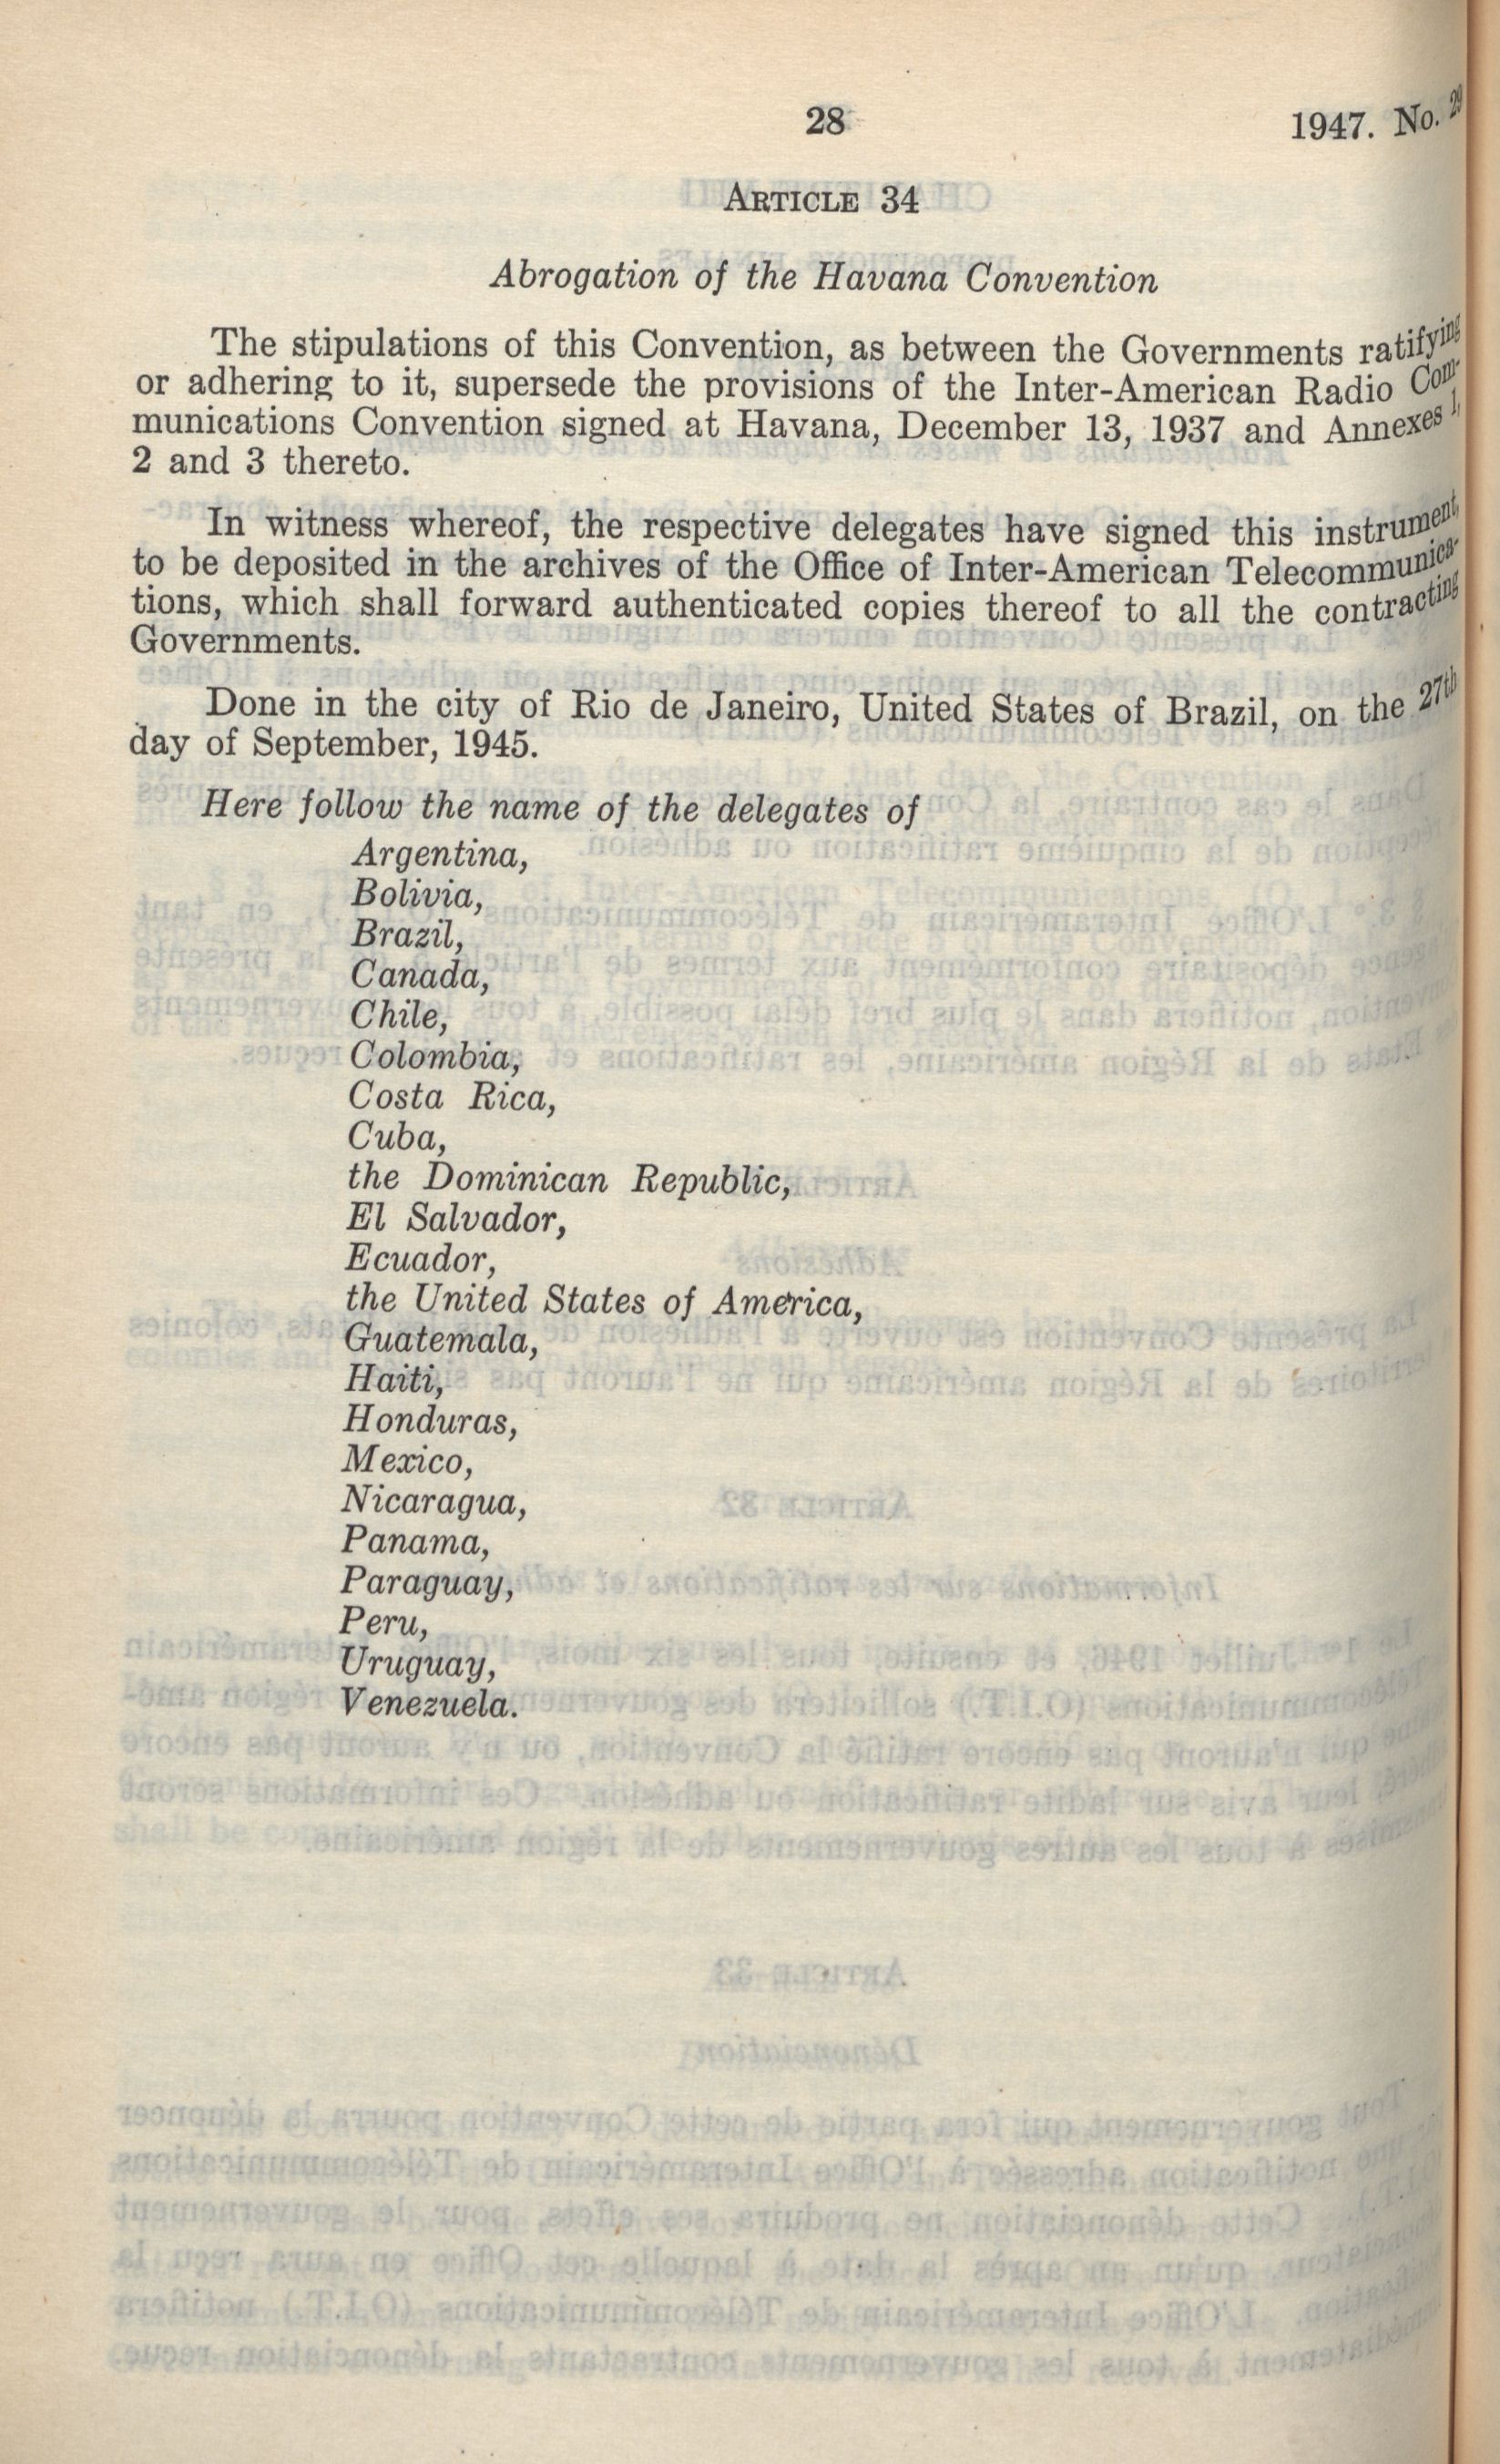 28
1947. No. 29
ARTICLE 34
Abrogation of the Havana Convention
The stipulations of this Convention, as between the Governments ratifying
or adhering to it, supersede the provisions of the Inter-American Radio Com-
munications Convention signed at Havana, December 13, 1937 and Annexes 1,
2 and 3 thereto.
In witness whereof, the respective delegates have signed this instrument,
to be deposited in the archives of the Office of Inter-American Telecommunica-
tions, which shall forward authenticated copies thereof to all the contracting
Governments.
Done in the city of Rio de Janeiro, United States of Brazil, on the 27th
day of September, 1945.
Here follow the name of the delegates of
Argentina,
Bolivia,
Brazil,
Canada,
Chile,
Colombia,
Costa Rica,
Cuba,
the Dominican Republic,
El Salvador,
Ecuador,
the United States of America,
Guatemala,
Haiti,
Honduras,
Mexico,
Nicaragua,
Panama,
Paraguay,
Peru,
Uruguay,
Venezuela.